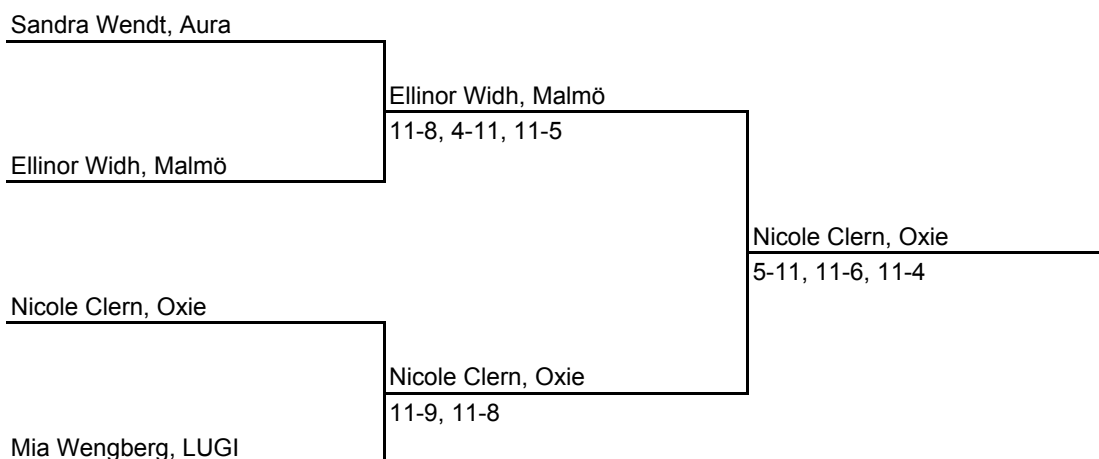 Sandra Wendt, Aura
Ellinor Widh, Malmö
11-8, 4-11, 11-5
Ellinor Widh, Malmö
Nicole Clern, Oxie
5-11, 11-6, 11-4
Nicole Clern, Oxie
Nicole Clern, Oxie
11-9, 11-8
Mia Wengberg, LUGI